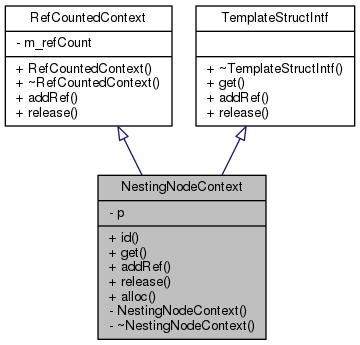 RefCountedContext
- m_refCount
+ RefCountedContext()
+ ~RefCountedContext()
+ addRef()
+ release()
TemplateStructIntf
+ ~TemplateStructIntf()
+ get()
+ addRef()
+ release()
NestingNodeContext
- p
+ id()
+ get()
+ addRef()
+ release()
+ alloc()
- NestingNodeContext()
- ~NestingNodeContext()